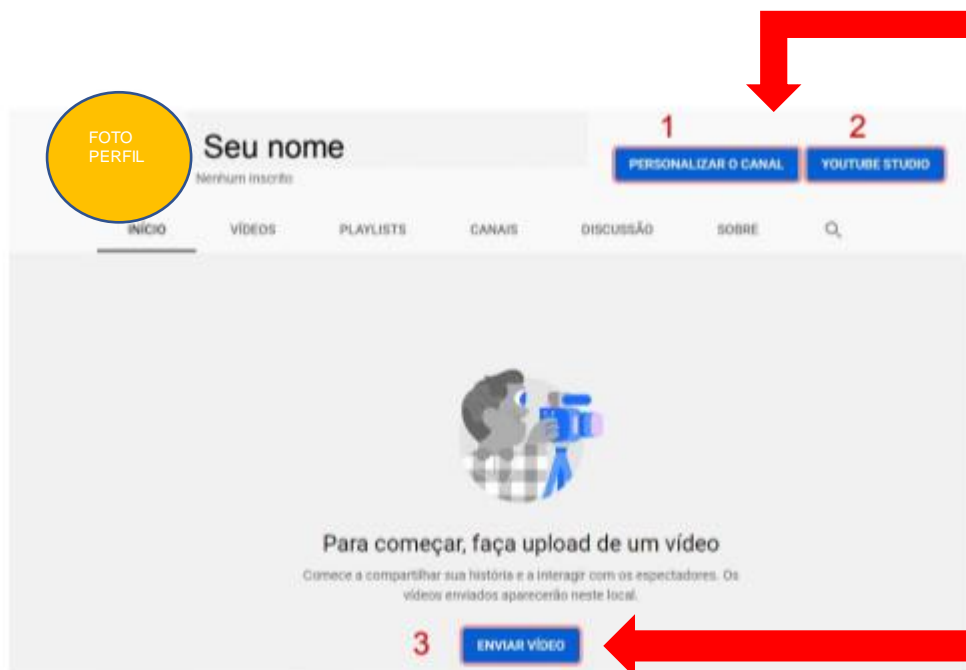 FOTO
PERFIL
Seu nome
Nenhum inscrito
1
2
PERSONALIZAR O CANAL
YOUTUBE STUDIO
INÍCIO VÍDEOS PLAYLISTS CANAIS DISCUSSÃO SOBRE
Para começar, faça upload de um vídeo
Comece a compartilhar sua história e a interagir com os espectadores. Os
vídeos enviados aparecerão neste local.
3
ENVIAR VÍDEO